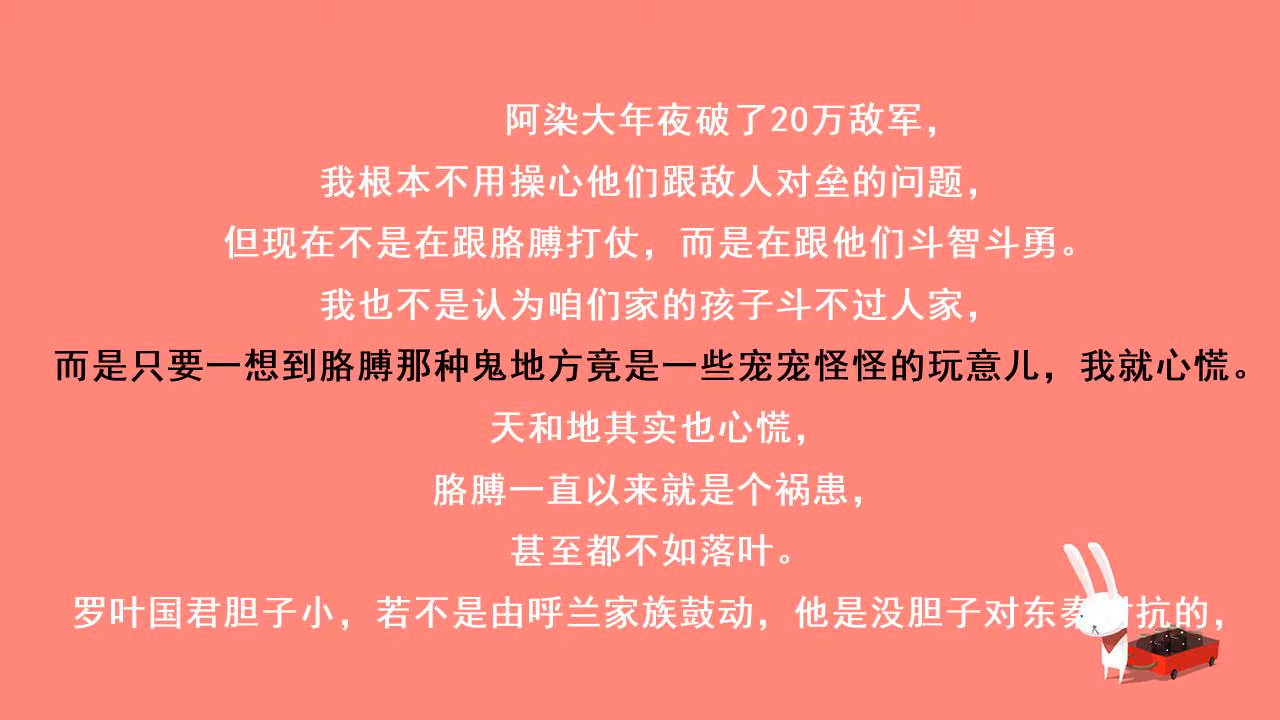 阿染大年夜破了20万敌军，
我根本不用操心他们跟敌人对垒的问题，
但现在不是在跟胳膊打仗，而是在跟他们斗智斗勇。
我也不是认为咱们家的孩子斗不过人家，
而是只要一想到胳膊那种鬼地方竟是一些宠宠怪怪的玩意儿，我就心慌。
天和地其实也心慌，
胳膊一直以来就是个祸患，
甚至都不如落叶。
罗叶国君胆子小，若不是由呼兰家族鼓动，他是没胆子对东秦对抗的，